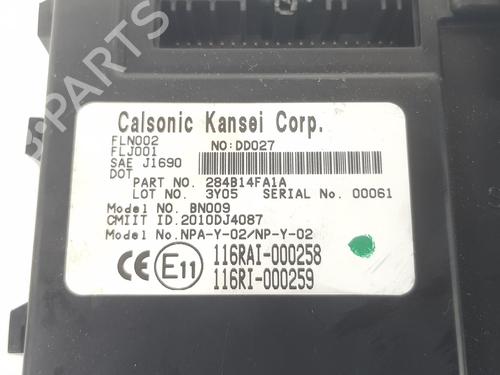 Calsonic Kansei Corp.
FLN002 NO:DD027
FLJ001
SAE J1690
DOT
PART NO. 284B14FA1A
LOT NO. 3Y05 SERIAL No. 00061
Model NO. BN009
CMIIT ID.2010DJ4087
Model No.NPA-Y-02/NP-Y-02
CE E11 116RAI-000258
116RI-000259